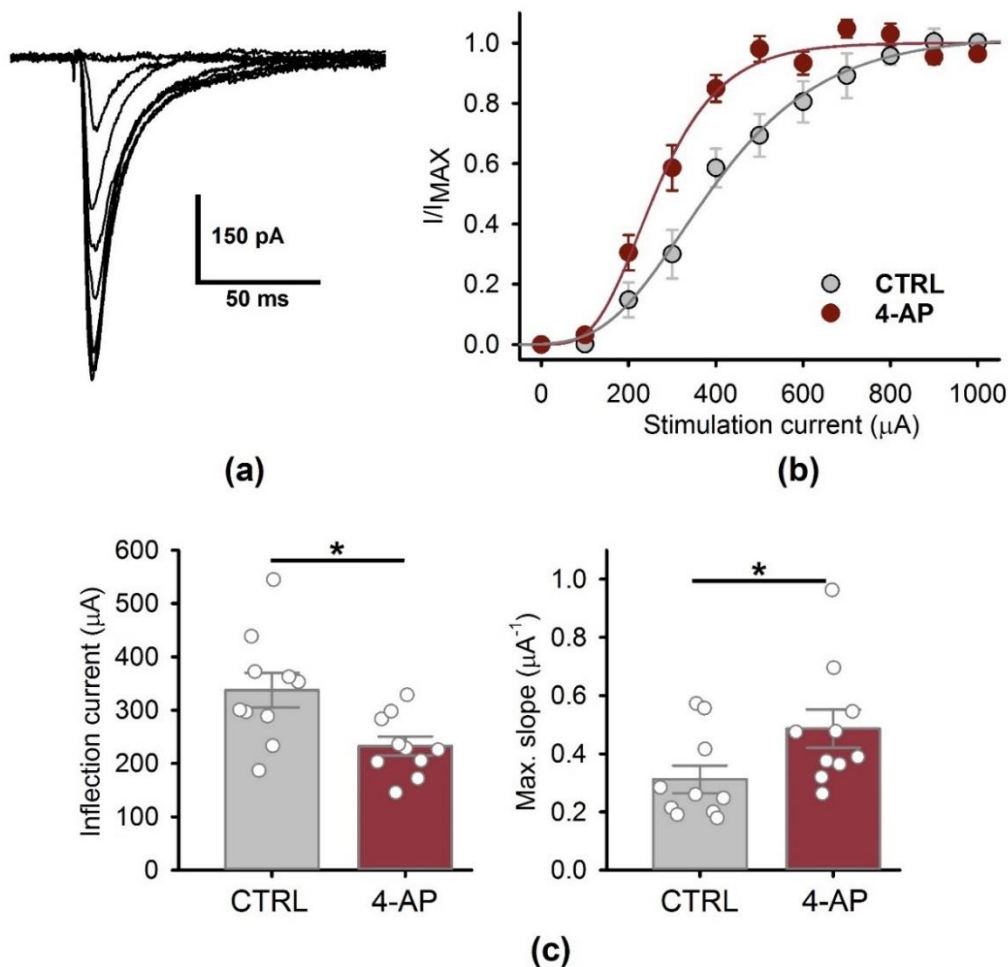 150 pA
50 ms
(a)
I/I_MAX
1.0
0.8
0.6
0.4
0.2
0.0
CTRL
4-AP
0 200 400 600 800 1000
Stimulation current (μA)
(b)
Inflection current (μA)
600
500
400
300
200
100
0
*
CTRL 4-AP
Max. slope (μA⁻¹)
1.0
0.8
0.6
0.4
0.2
0.0
*
CTRL 4-AP
(c)